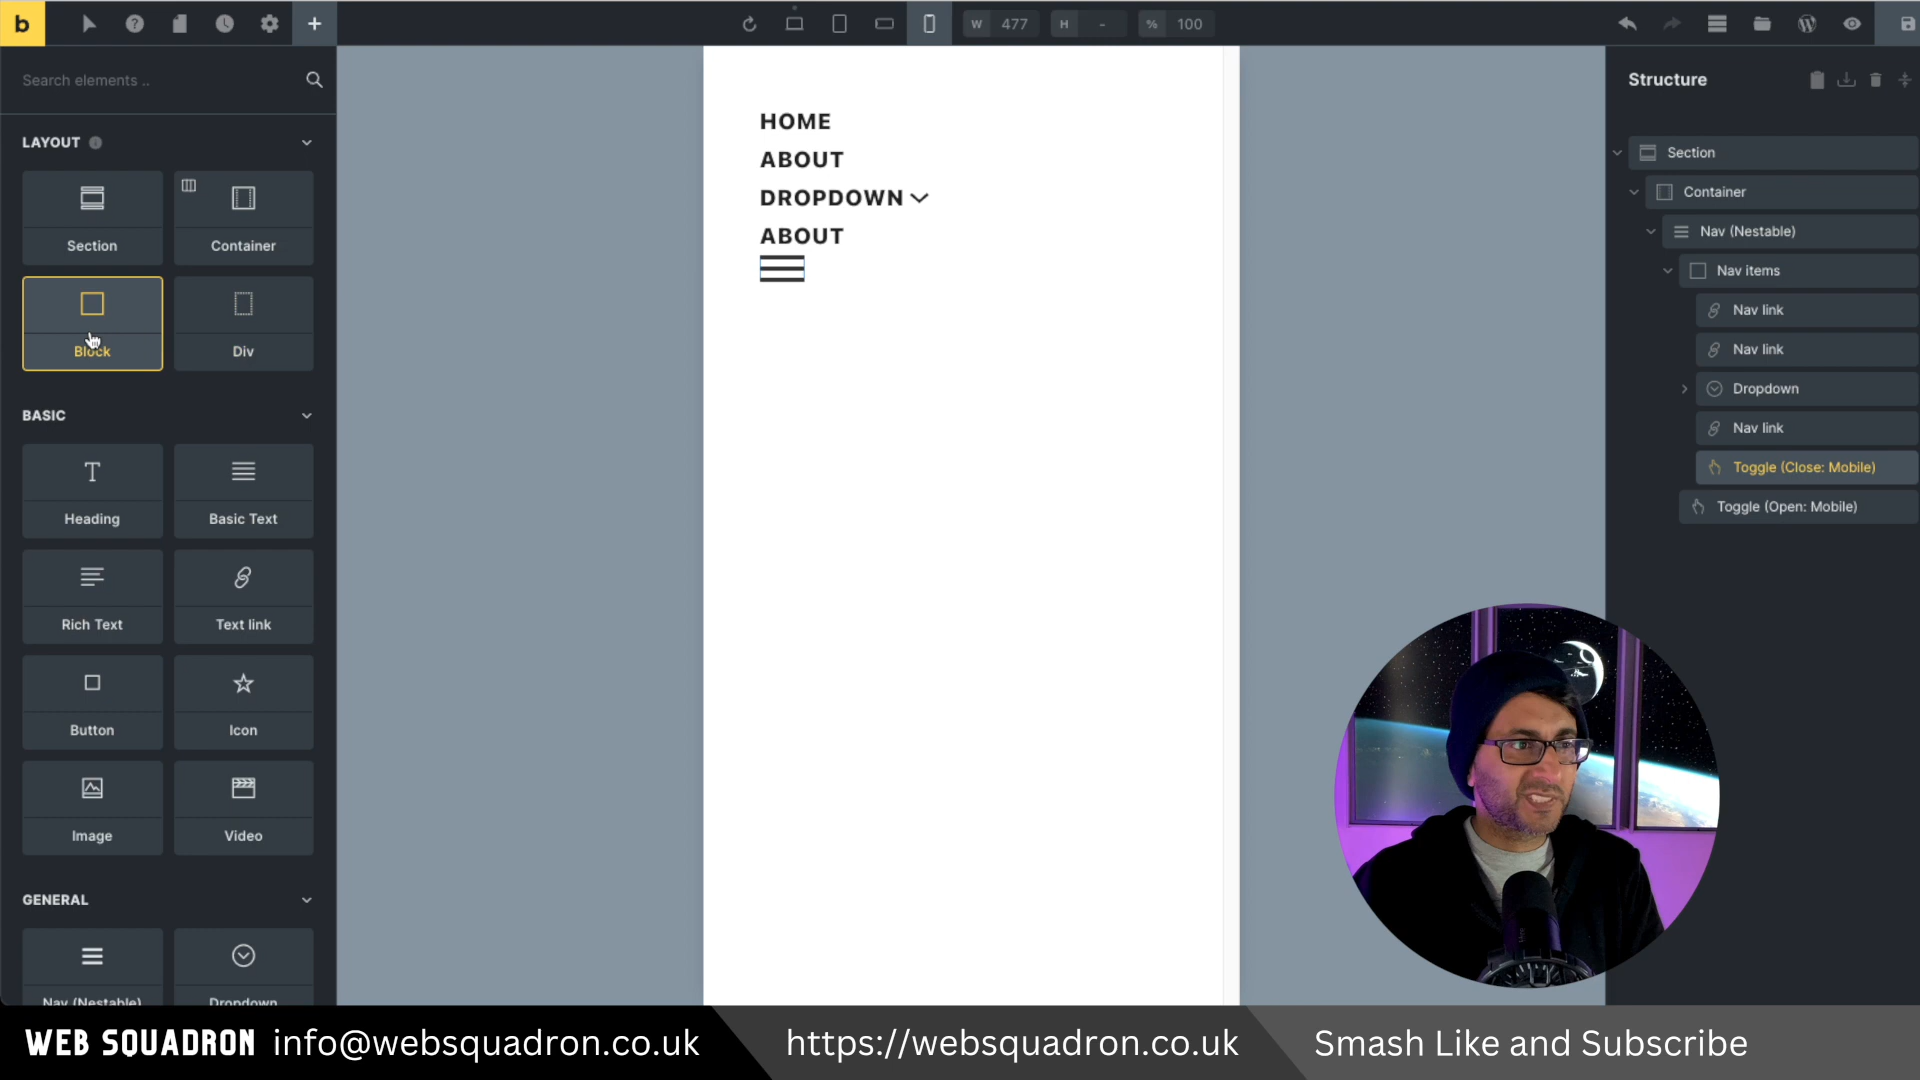 b
W 477
H -
% 100
Search elements ..
LAYOUT
Section
Container
Block
Div
BASIC
Heading
Basic Text
Rich Text
Text link
Button
Icon
Image
Video
GENERAL
Nav (Nestable)
Dropdown
HOME
ABOUT
DROPDOWN
ABOUT
Structure
Section
Container
Nav (Nestable)
Nav items
Nav link
Nav link
Dropdown
Nav link
Toggle (Close: Mobile)
Toggle (Open: Mobile)
WEB SQUADRON info@websquadron.co.uk
https://websquadron.co.uk
Smash Like and Subscribe